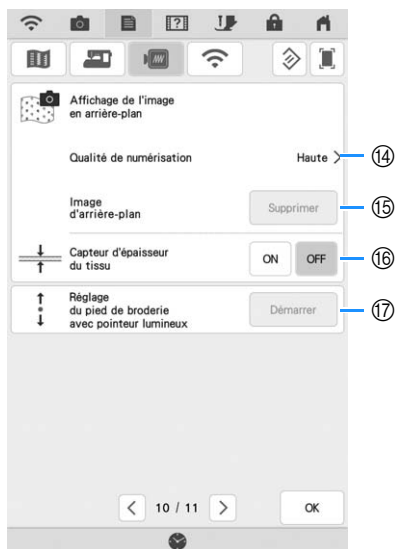 Affichage de l'image
en arrière-plan
Qualité de numérisation
Haute >
⑭
Image
d'arrière-plan
Supprimer
⑮
Capteur d'épaisseur
du tissu
ON
OFF
⑯
Réglage
du pied de broderie
avec pointeur lumineux
Démarrer
⑰
< 10 / 11 >
OK